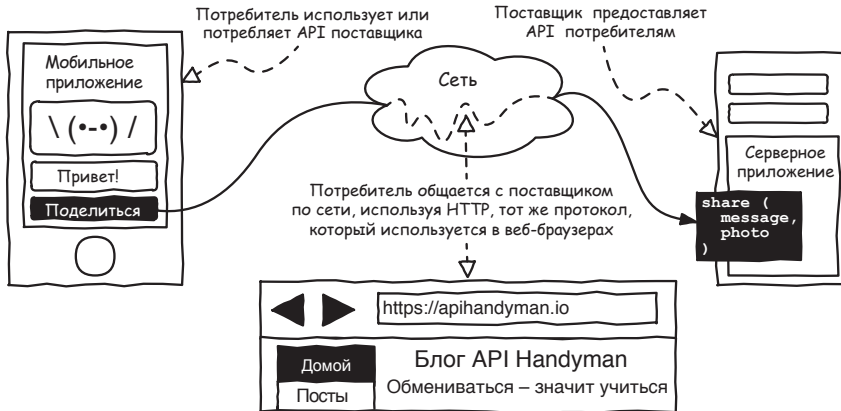 Потребитель использует или
потребляет API поставщика
Поставщик предоставляет
API потребителям
Мобильное
приложение
\ (•-•) /
Привет!
Поделиться
Сеть
Серверное
приложение
share (
message,
photo
)
Потребитель общается с поставщиком
по сети, используя HTTP, тот же протокол,
который используется в веб-браузерах
https://apihandyman.io
Домой
Посты
Блог API Handyman
Обмениваться – значит учиться